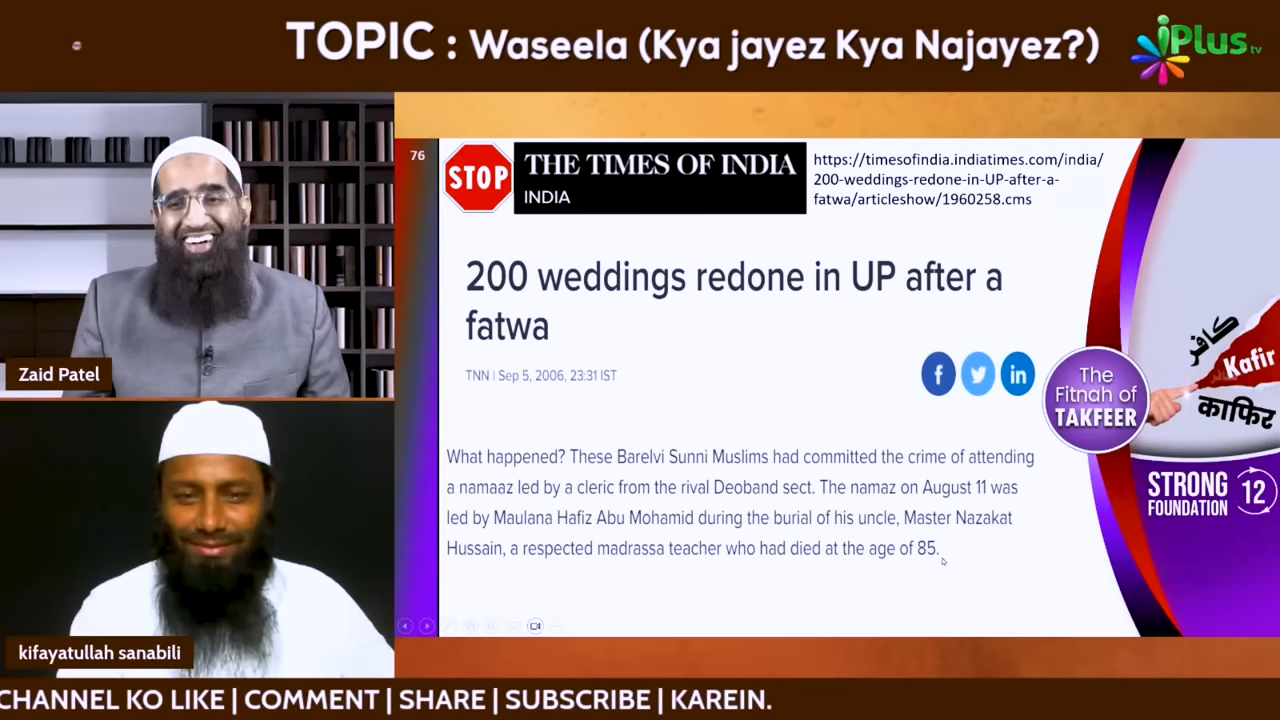 TOPIC : Waseela (Kya jayez Kya Najayez?)
iPlus tv
76
STOP
THE TIMES OF INDIA
INDIA
https://timesofindia.indiatimes.com/india/
200-weddings-redone-in-UP-after-a-
fatwa/articleshow/1960258.cms
200 weddings redone in UP after a
fatwa
TNN | Sep 5, 2006, 23:31 IST
f
in
What happened? These Barelvi Sunni Muslims had committed the crime of attending
a namaaz led by a cleric from the rival Deoband sect. The namaz on August 11 was
led by Maulana Hafiz Abu Mohamid during the burial of his uncle, Master Nazakat
Hussain, a respected madrassa teacher who had died at the age of 85.
The
Fitnah of
TAKFEER
كافر
Kafir
काफिर
STRONG
FOUNDATION
12
Zaid Patel
kifayatullah sanabili
CHANNEL KO LIKE | COMMENT | SHARE | SUBSCRIBE | KAREIN.